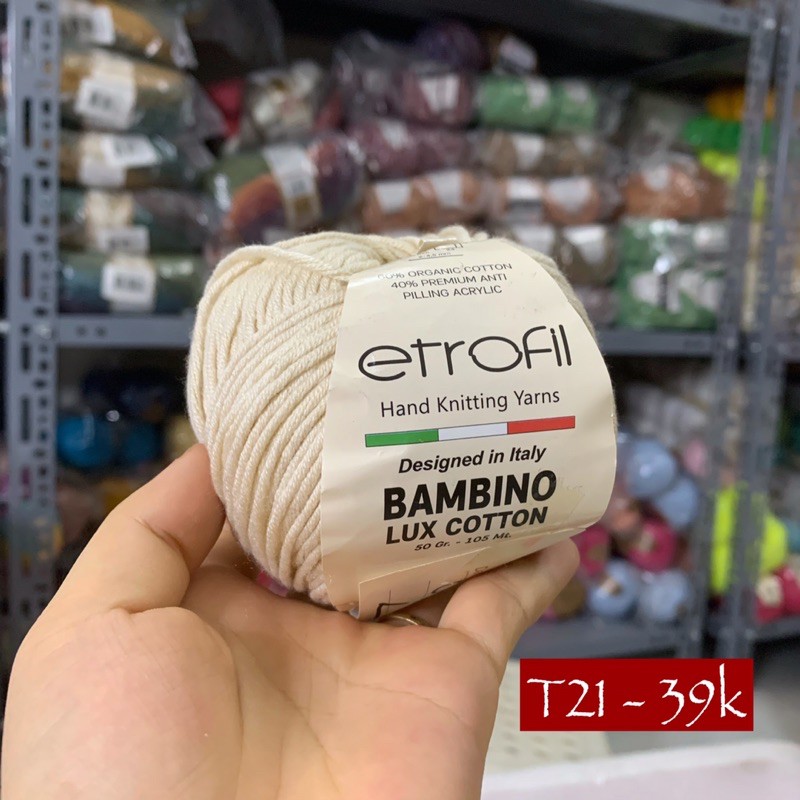 % ORGANIC COTTON
40% PREMIUM ANTI
PILLING ACRYLIC
etrofil
Hand Knitting Yarns
Designed in Italy
BAMBINO
LUX COTTON
50 Gr. - 105 Mt.
T21 - 39k